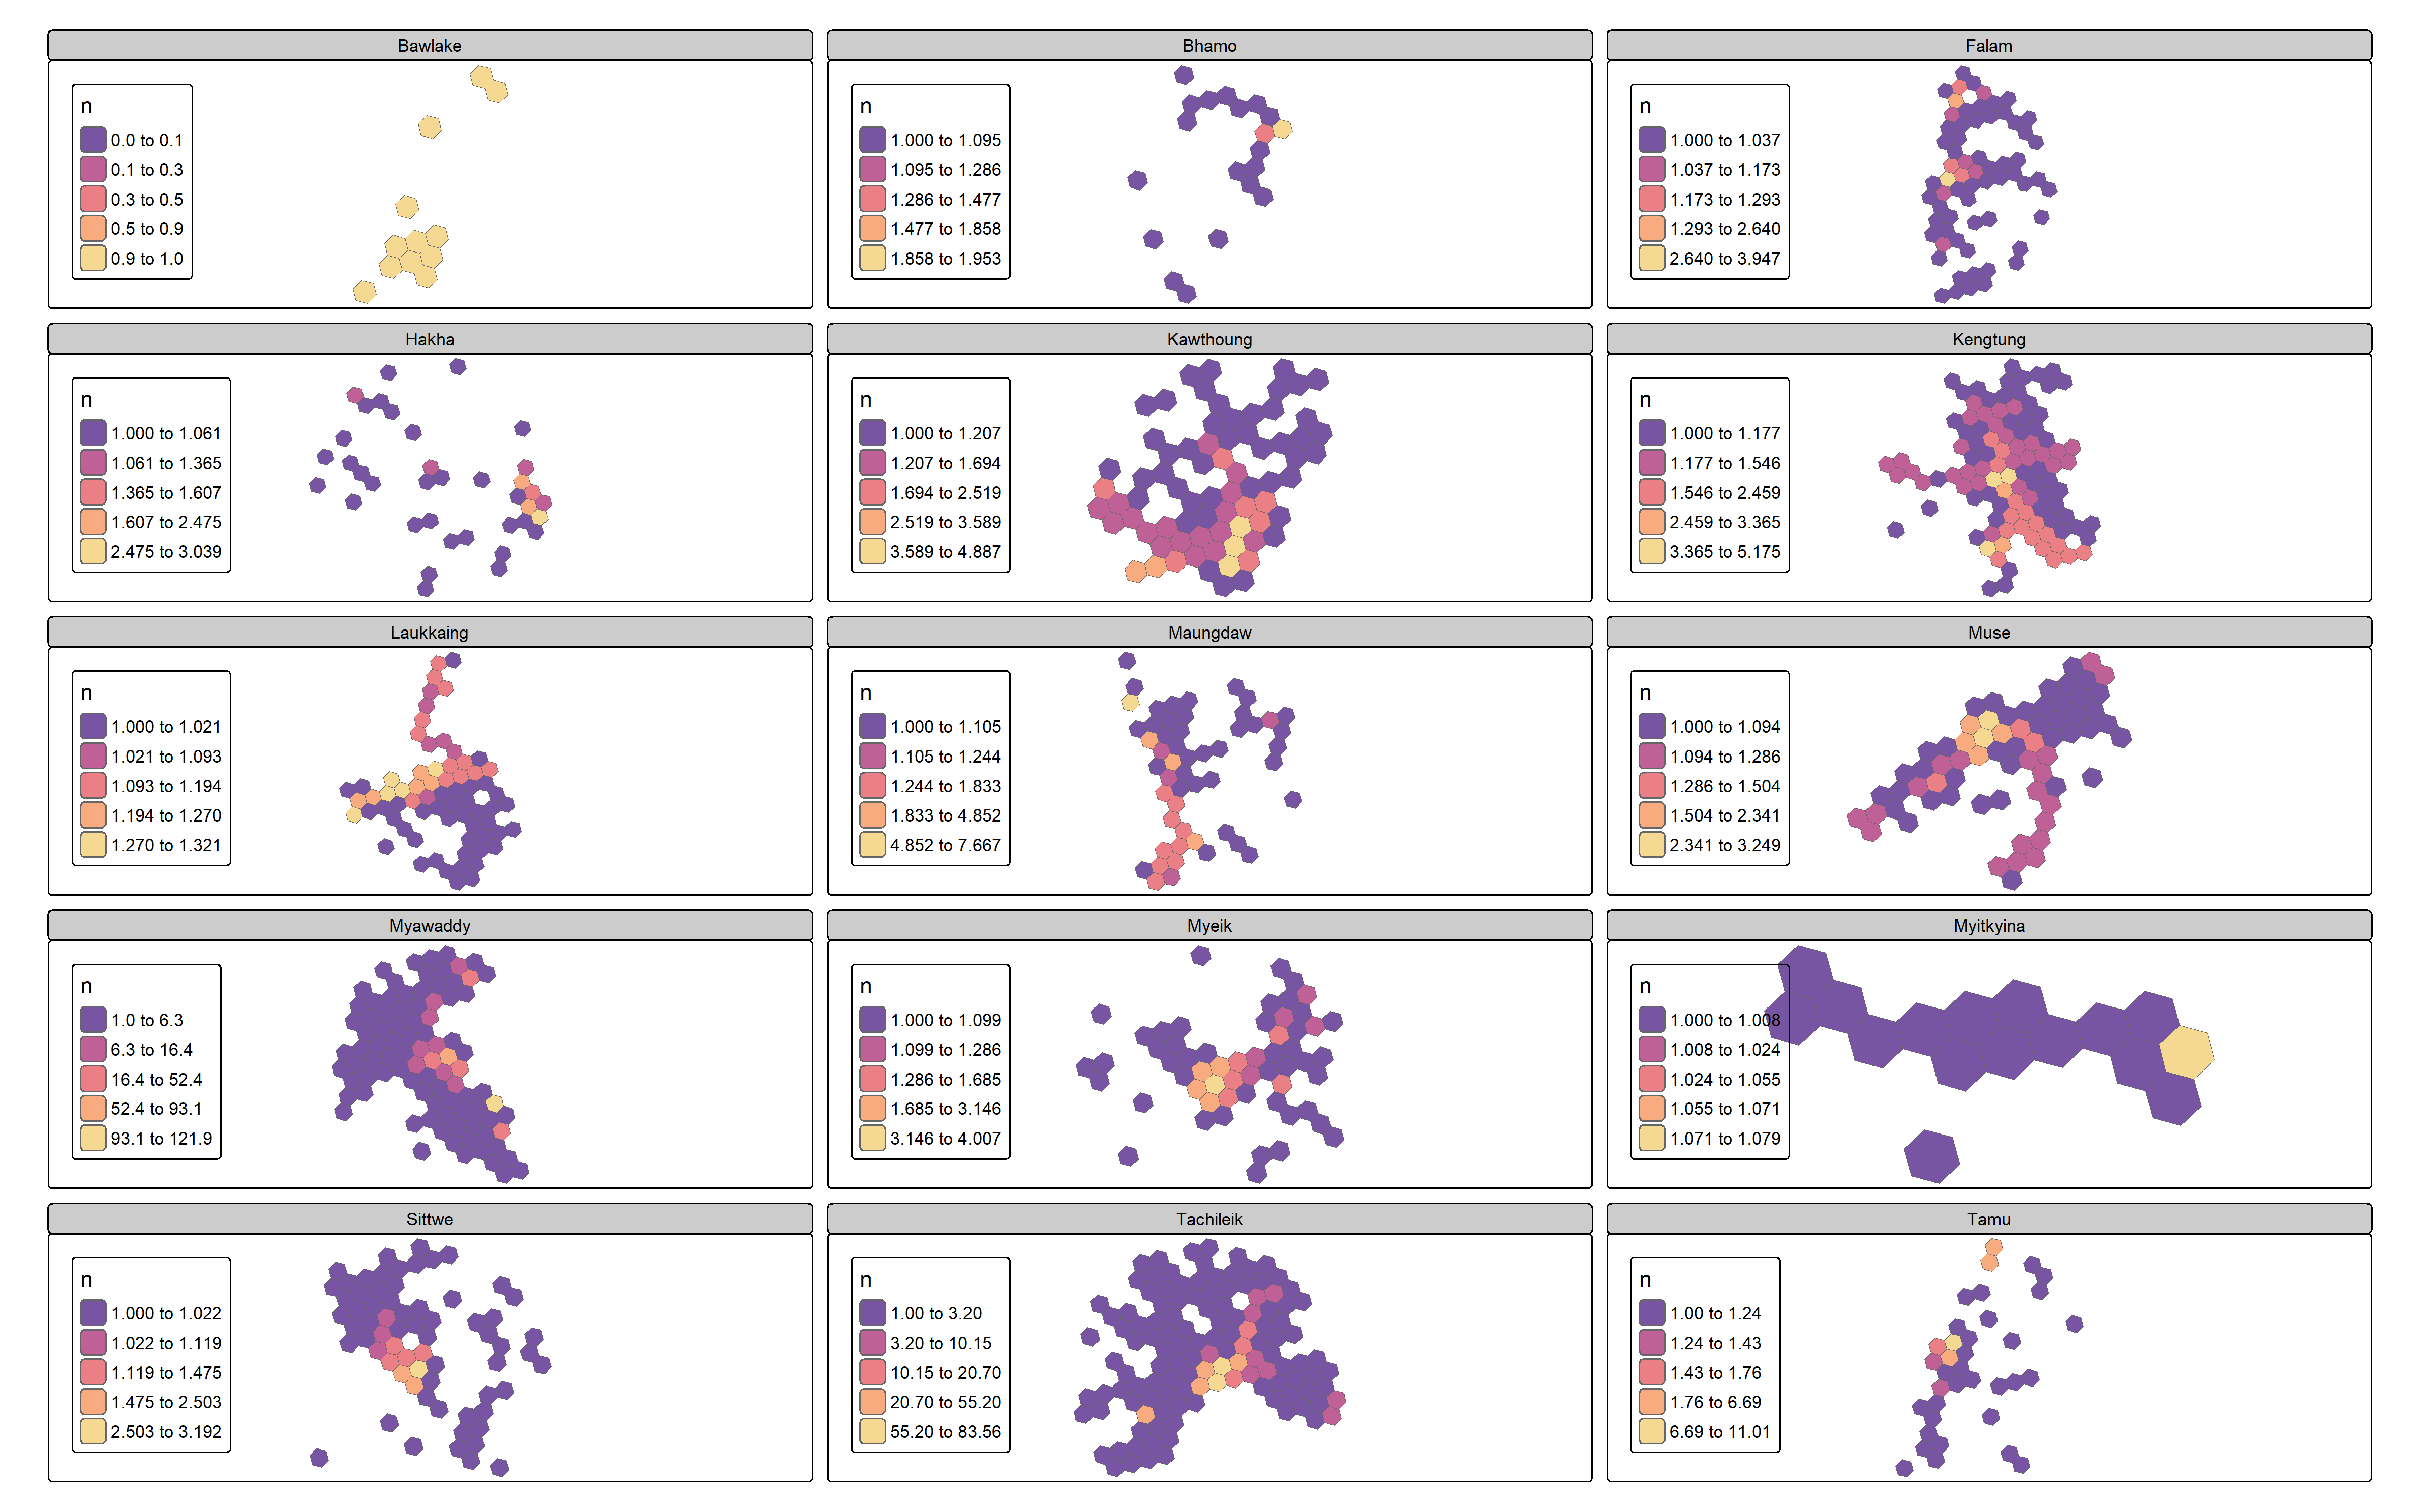 Bawlake
n
0.0 to 0.1
0.1 to 0.3
0.3 to 0.5
0.5 to 0.9
0.9 to 1.0
Bhamo
n
1.000 to 1.095
1.095 to 1.286
1.286 to 1.477
1.477 to 1.858
1.858 to 1.953
Falam
n
1.000 to 1.037
1.037 to 1.173
1.173 to 1.293
1.293 to 2.640
2.640 to 3.947
Hakha
n
1.000 to 1.061
1.061 to 1.365
1.365 to 1.607
1.607 to 2.475
2.475 to 3.039
Kawthoung
n
1.000 to 1.207
1.207 to 1.694
1.694 to 2.519
2.519 to 3.589
3.589 to 4.887
Kengtung
n
1.000 to 1.177
1.177 to 1.546
1.546 to 2.459
2.459 to 3.365
3.365 to 5.175
Laukkaing
n
1.000 to 1.021
1.021 to 1.093
1.093 to 1.194
1.194 to 1.270
1.270 to 1.321
Maungdaw
n
1.000 to 1.105
1.105 to 1.244
1.244 to 1.833
1.833 to 4.852
4.852 to 7.667
Muse
n
1.000 to 1.094
1.094 to 1.286
1.286 to 1.504
1.504 to 2.341
2.341 to 3.249
Myawaddy
n
1.0 to 6.3
6.3 to 16.4
16.4 to 52.4
52.4 to 93.1
93.1 to 121.9
Myeik
n
1.000 to 1.099
1.099 to 1.286
1.286 to 1.685
1.685 to 3.146
3.146 to 4.007
Myitkyina
n
1.000 to 1.008
1.008 to 1.024
1.024 to 1.055
1.055 to 1.071
1.071 to 1.079
Sittwe
n
1.000 to 1.022
1.022 to 1.119
1.119 to 1.475
1.475 to 2.503
2.503 to 3.192
Tachileik
n
1.00 to 3.20
3.20 to 10.15
10.15 to 20.70
20.70 to 55.20
55.20 to 83.56
Tamu
n
1.00 to 1.24
1.24 to 1.43
1.43 to 1.76
1.76 to 6.69
6.69 to 11.01